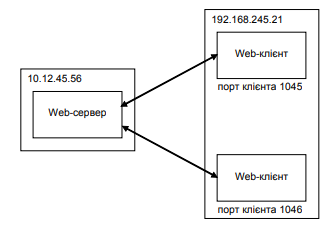 192.168.245.21
Web-клієнт
порт клієнта 1045
10.12.45.56
Web-сервер
Web-клієнт
порт клієнта 1046